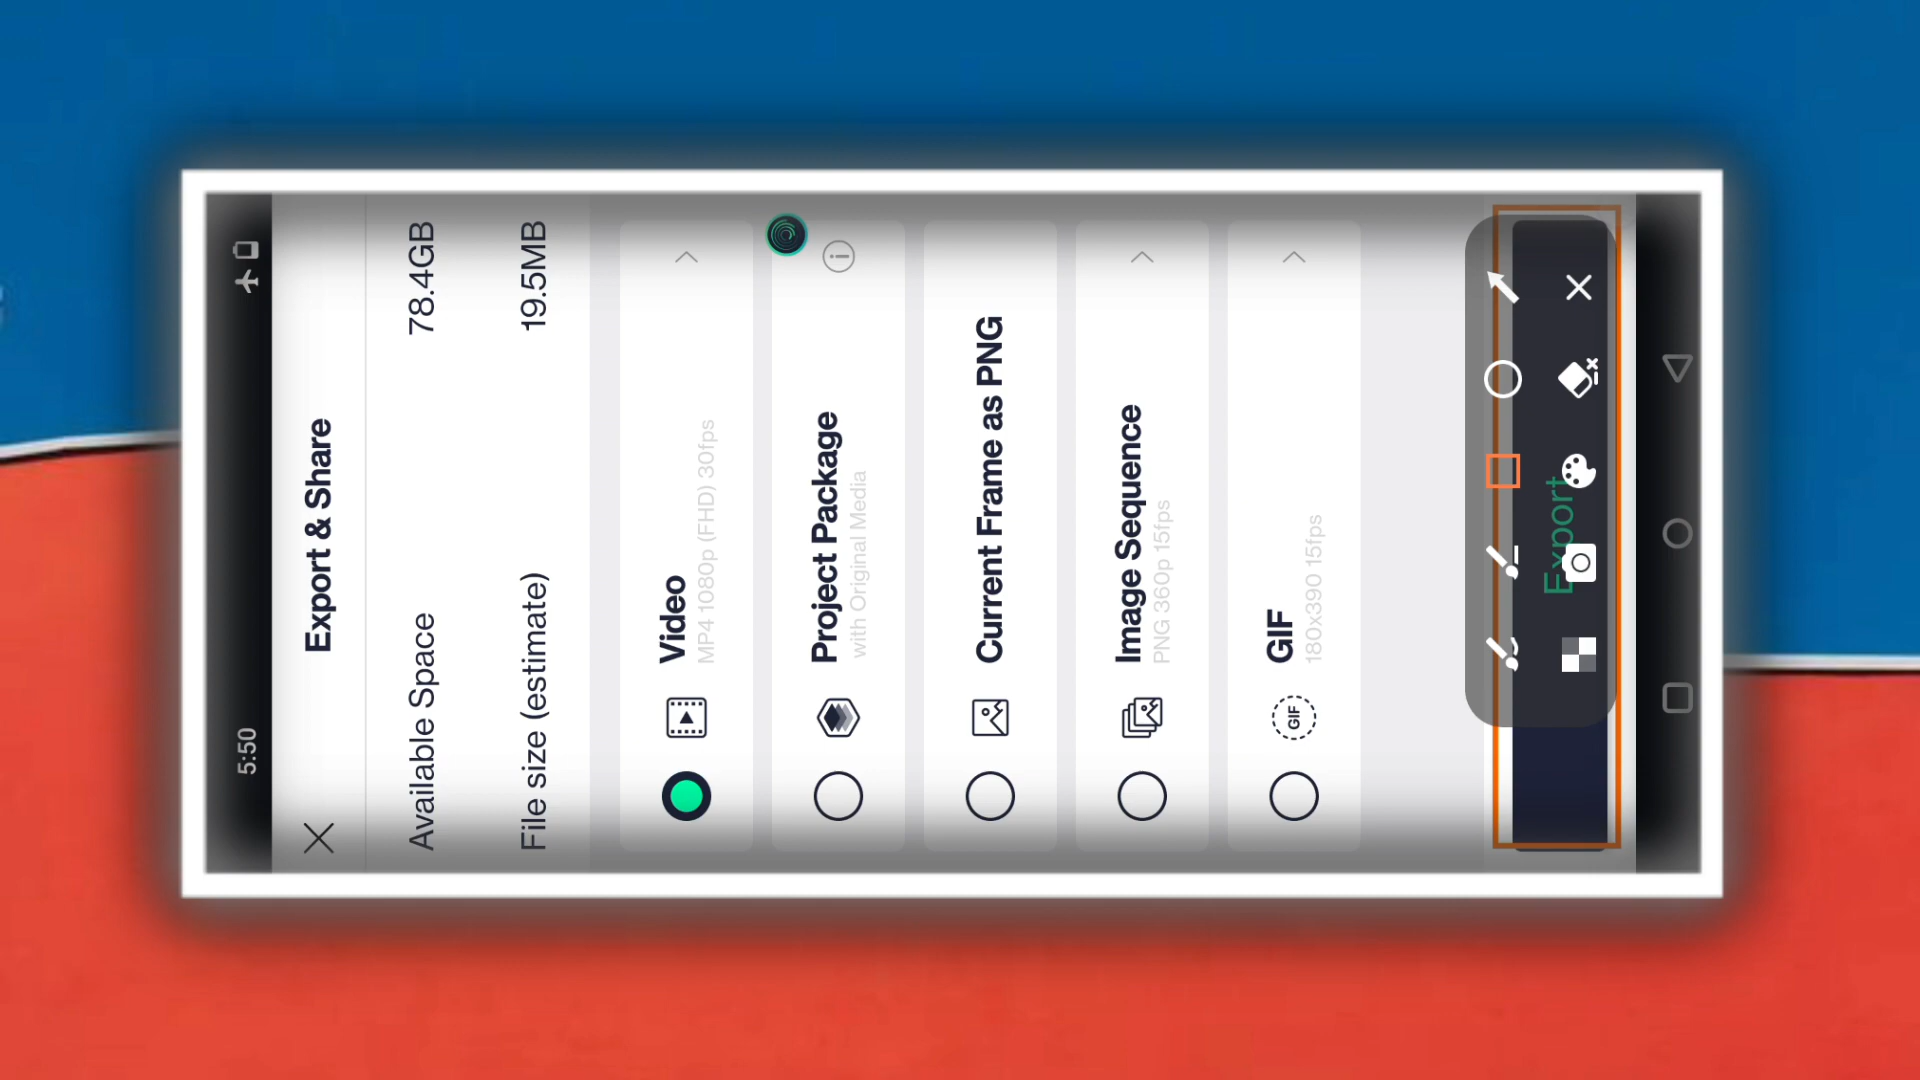 5:50
Export & Share
Available Space 78.4GB
File size (estimate) 19.5MB
Video
MP4 1080p (FHD) 30fps
Project Package
with Original Media
Current Frame as PNG
Image Sequence
PNG 360p 15fps
GIF
GIF
180x390 15fps
Export